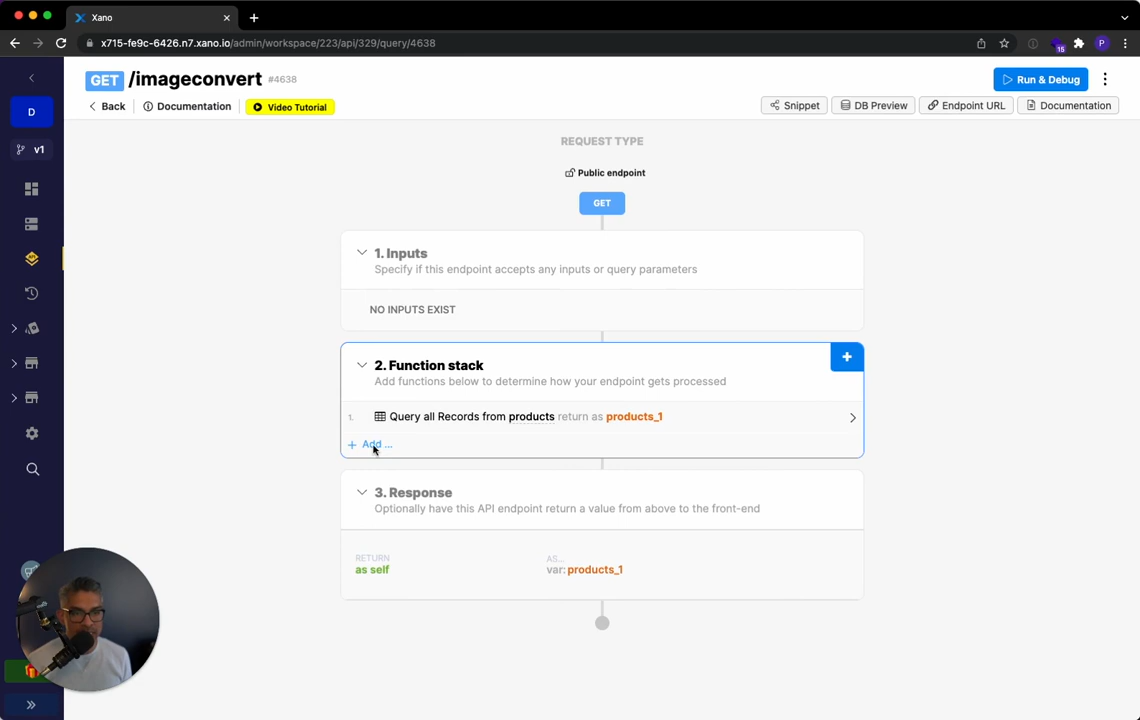 Xano
x715-fe9c-6426.n7.xano.io/admin/workspace/223/api/329/query/4638
15
P
D
v1
GET /imageconvert #4638
Run & Debug
Back
Documentation
Video Tutorial
Snippet
DB Preview
Endpoint URL
Documentation
REQUEST TYPE
Public endpoint
GET
1. Inputs
Specify if this endpoint accepts any inputs or query parameters
NO INPUTS EXIST
2. Function stack
Add functions below to determine how your endpoint gets processed
1. Query all Records from products return as products_1
+ Add ...
3. Response
Optionally have this API endpoint return a value from above to the front-end
RETURN
as self
AS...
var: products_1